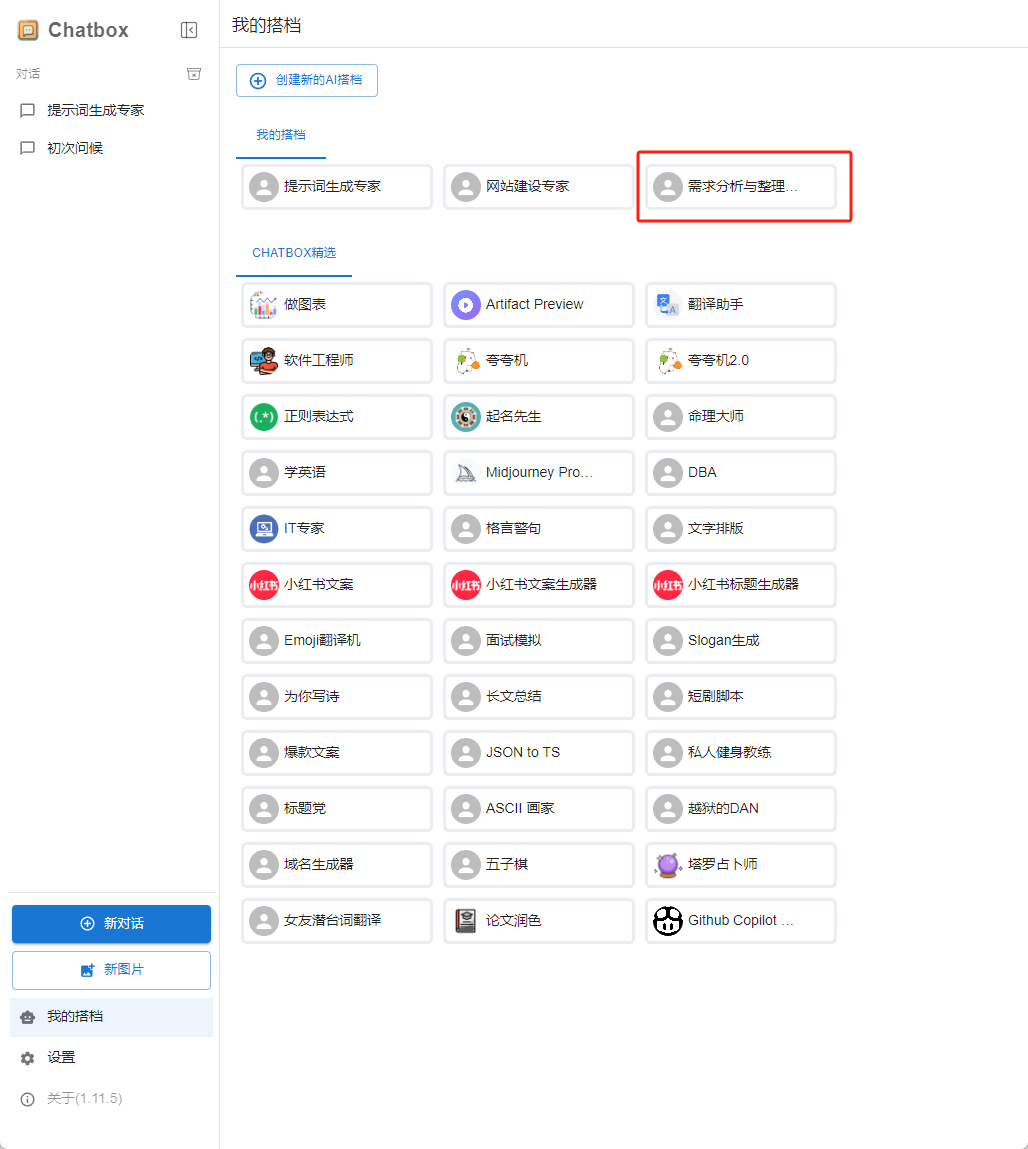 Chatbox
对话
提示词生成专家
初次问候
新对话
新图片
我的搭档
设置
关于(1.11.5)
我的搭档
创建新的AI搭档
我的搭档
提示词生成专家
网站建设专家
需求分析与整理...
CHATBOX精选
做图表
Artifact Preview
翻译助手
软件工程师
夸夸机
夸夸机2.0
(.*)
正则表达式
起名先生
命理大师
学英语
Midjourney Pro...
DBA
IT专家
格言警句
文字排版
小红书
小红书文案
小红书
小红书文案生成器
小红书
小红书标题生成器
Emoji翻译机
面试模拟
Slogan生成
为你写诗
长文总结
短剧脚本
爆款文案
JSON to TS
私人健身教练
标题党
ASCII 画家
越狱的DAN
域名生成器
五子棋
塔罗占卜师
女友潜台词翻译
论文润色
Github Copilot ...